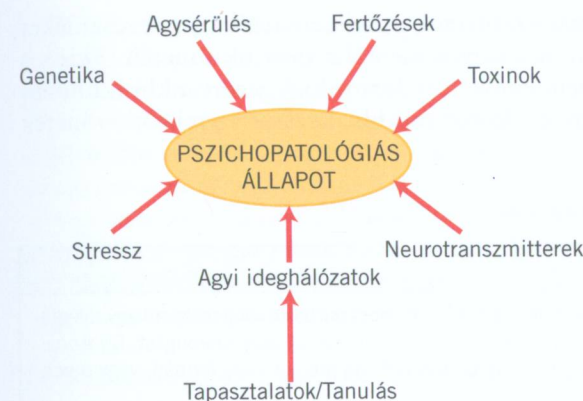 Agysérülés
Fertőzések
Genetika
Toxinok
PSZICHOPATOLÓGIÁS
ÁLLAPOT
Stressz
Neurotranszmitterek
Agyi ideghálózatok
Tapasztalatok/Tanulás